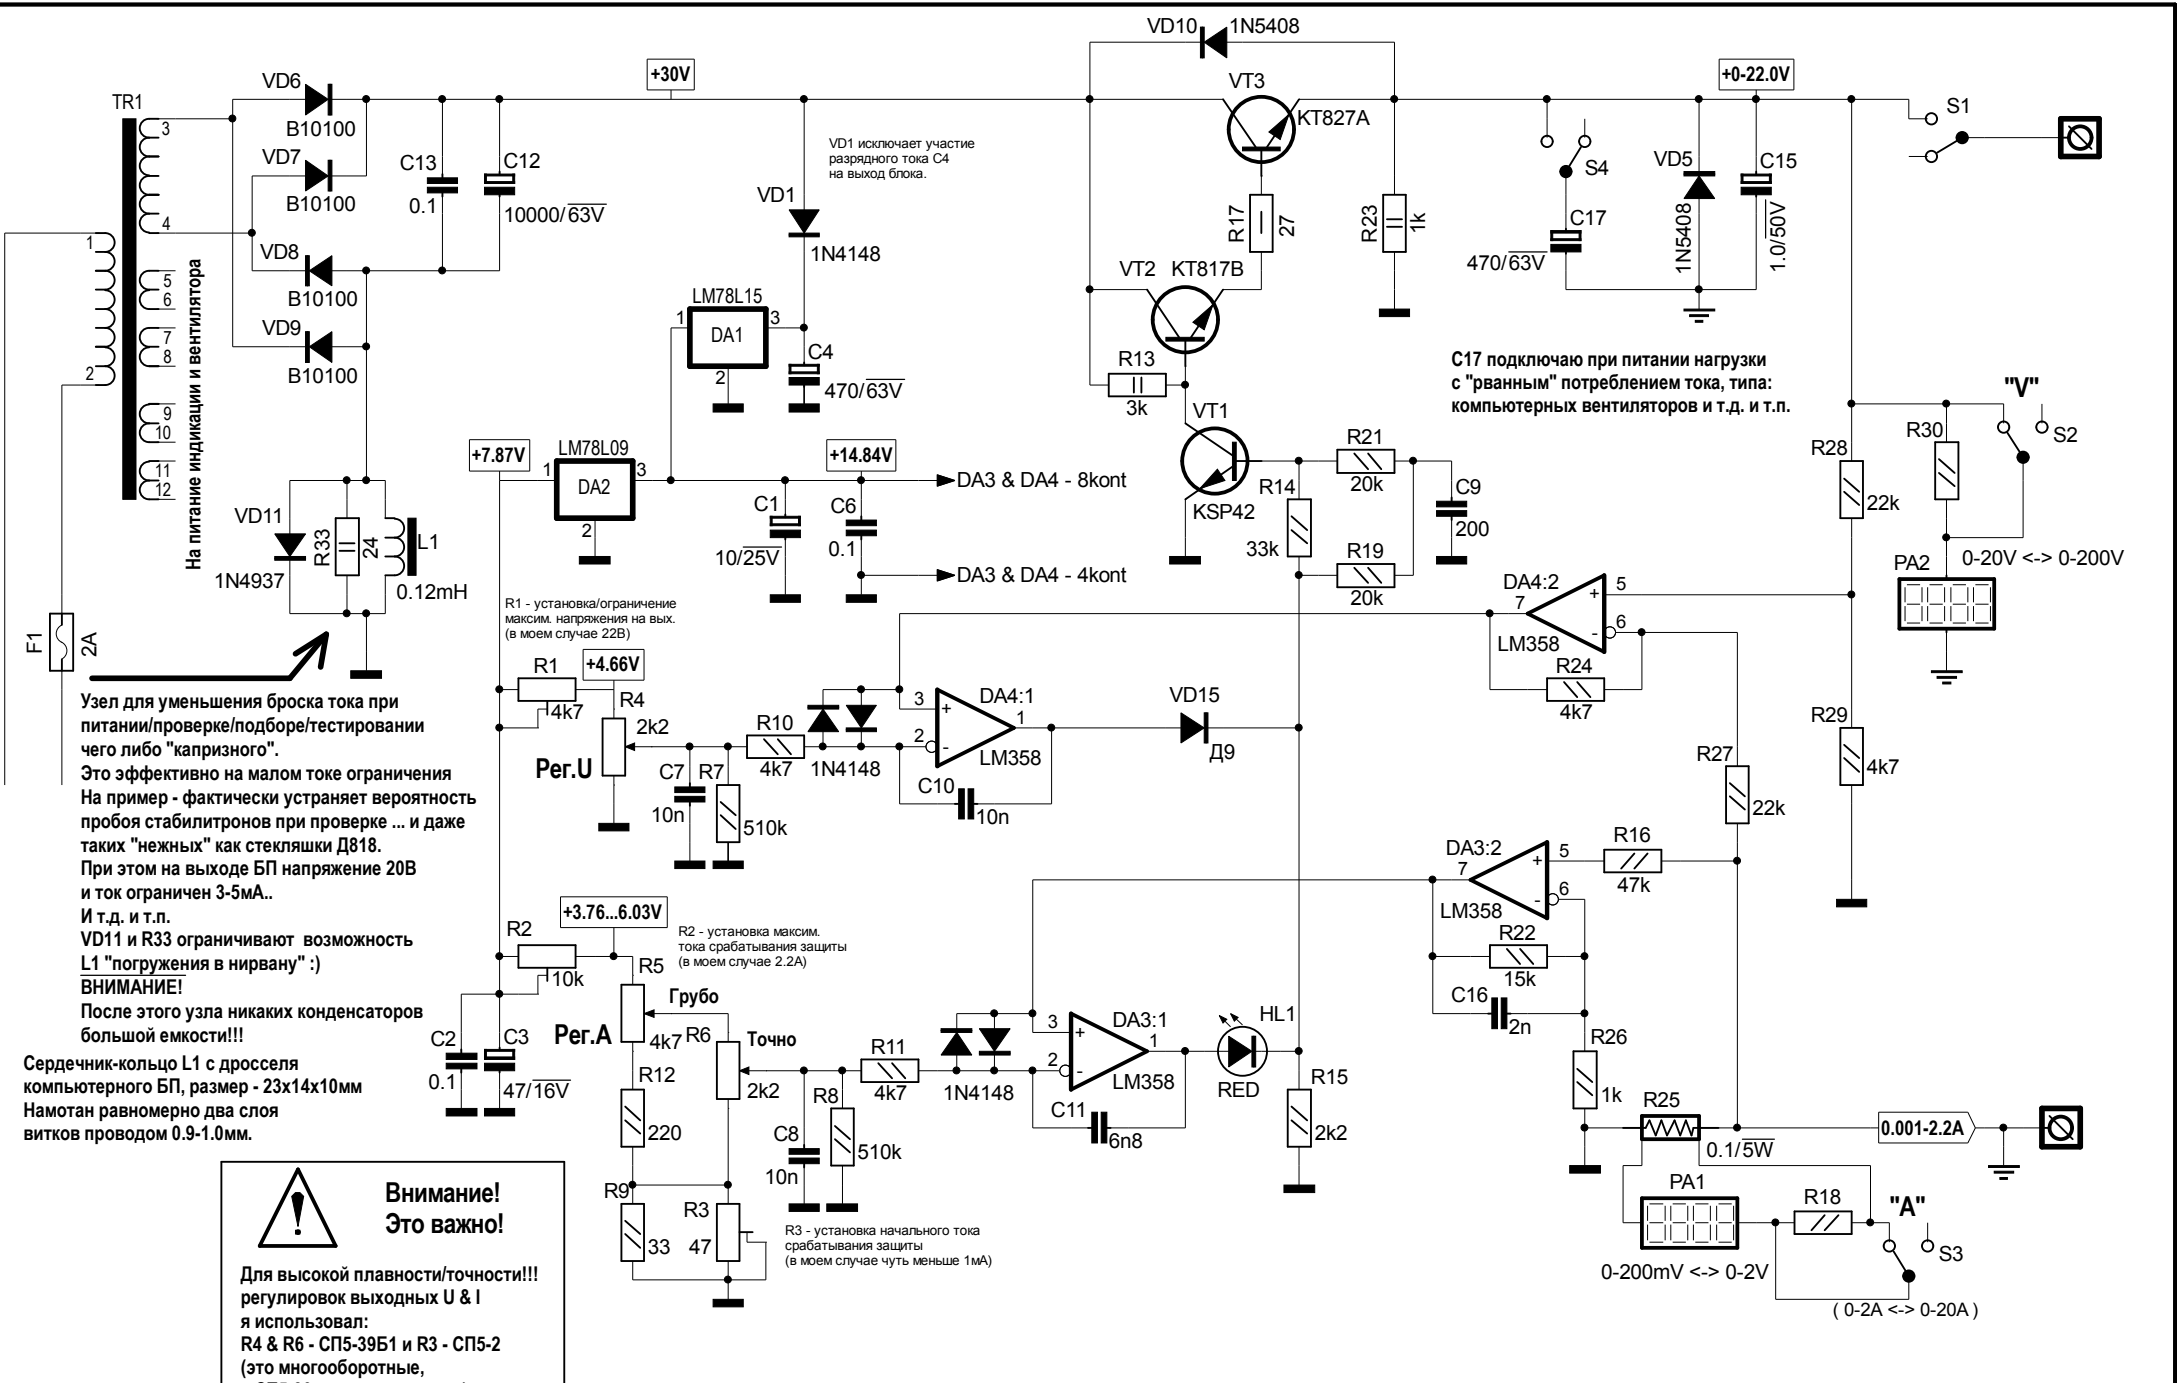 VD10
1N5408
+30V
VT3
+0-22.0V
VD6
TR1
B10100
KT827A
S1
3
VD7
C13
C12
VD1 исключает участие
разрядного тока C4
на выход блока.
VD5
C15
S4
B10100
0.1
10000/63V
VD1
4
1
VD8
1N4148
R17
27
R23
1k
C17
470/63V
1N5408
1.0/50V
VT2
KT817B
5
6
B10100
VD9
LM78L15
1
3
DA1
2
7
8
2
B10100
C4
470/63V
R13
3k
VT1
C17 подключаю при питании нагрузки
с "рванным" потреблением тока, типа:
компьютерных вентиляторов и т.д. и т.п.
"V"
9
10
На питание индикации и вентилятора
+7.87V
LM78L09
+14.84V
R21
R30
S2
R28
11
12
1
3
DA2
2
DA3 & DA4 - 8kont
20k
C9
R14
KSP42
22k
C1
C6
200
VD11
R33
24
L1
10/25V
0.1
33k
R19
0-20V <-> 0-200V
PA2
1N4937
0.12mH
DA3 & DA4 - 4kont
20k
DA4:2
5
7
+
6
-
LM358
R1 - установка/ограничение
максим. напряжения на вых.
(в моем случае 22В)
F1
2A
R1
+4.66V
R24
4k7
Узел для уменьшения броска тока при
питании/проверке/подборе/тестировании
чего либо "капризного".
Это эффективно на малом токе ограничения
На пример - фактически устраняет вероятность
пробоя стабилитронов при проверке ... и даже
таких "нежных" как стекляшки Д818.
При этом на выходе БП напряжение 20В
и ток ограничен 3-5мА..
И т.д. и т.п.
VD11 и R33 ограничивают возможность
L1 "погружения в нирвану" :)
ВНИМАНИЕ!
После этого узла никаких конденсаторов
большой емкости!!!
Сердечник-кольцо L1 с дросселя
компьютерного БП, размер - 23x14x10мм
Намотан равномерно два слоя
витков проводом 0.9-1.0мм.
4k7
R4
2k2
Рег.U
R10
4k7
1N4148
3
+
2
-
DA4:1
1
LM358
VD15
Д9
C7
10n
R7
510k
C10
10n
R29
4k7
R27
22k
DA3:2
5
7
+
6
-
LM358
R16
47k
R2
+3.76...6.03V
R2 - установка максим.
тока срабатывания защиты
(в моем случае 2.2А)
R22
15k
10k
R5
Грубо
C16
2n
C2
0.1
C3
47/16V
Рег.A
4k7
R6
Точно
2k2
R11
4k7
1N4148
3
+
2
-
DA3:1
1
LM358
HL1
RED
R26
1k
R12
220
R8
510k
C8
10n
C11
6n8
R15
2k2
R25
0.1/5W
0.001-2.2A
R9
33
R3
47
R3 - установка начального тока
срабатывания защиты
(в моем случае чуть меньше 1мА)
PA1
R18
"A"
S3
0-200mV <-> 0-2V
( 0-2A <-> 0-20A )
!
Внимание!
Это важно!
Для высокой плавности/точности!!!
регулировок выходных U & I
я использовал:
R4 & R6 - СП5-39Б1 и R3 - СП5-2
(это многооборотные,